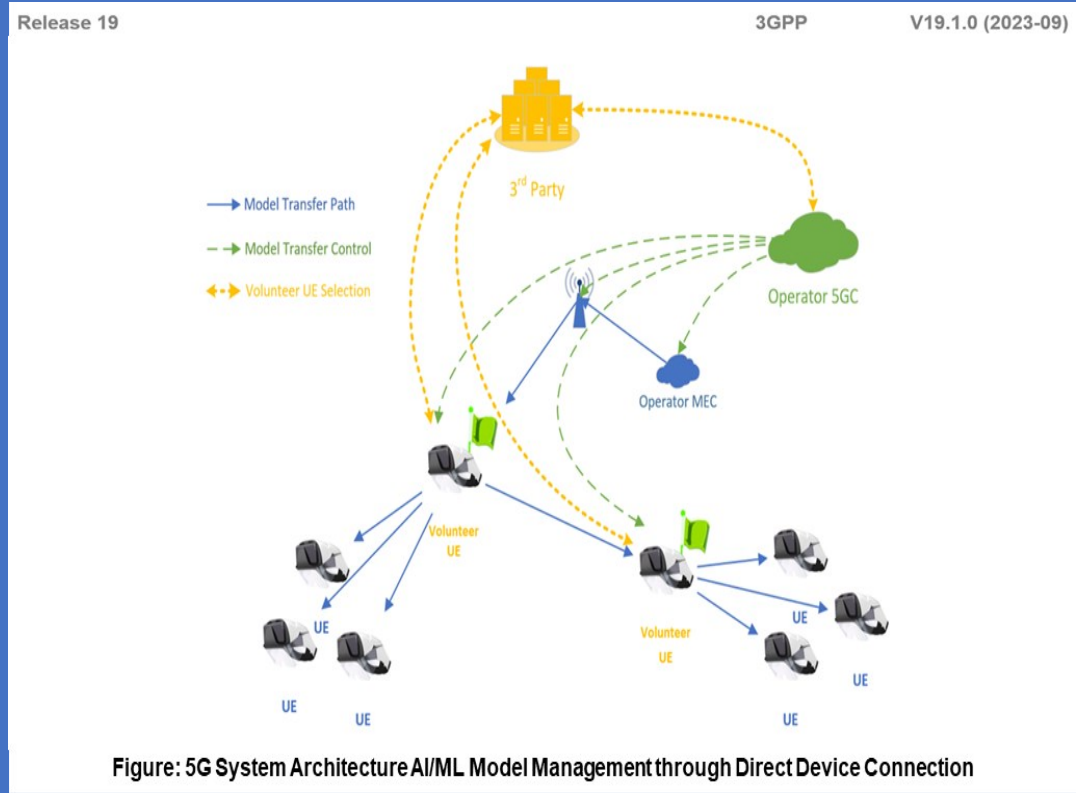 Release 19 3GPP V19.1.0 (2023-09)
3rd Party
Model Transfer Path
Model Transfer Control
Volunteer UE Selection
Operator 5GC
Operator MEC
Volunteer
UE
Volunteer
UE
UE
UE
UE
UE
UE
UE
Figure: 5G System Architecture AI/ML Model Management through Direct Device Connection